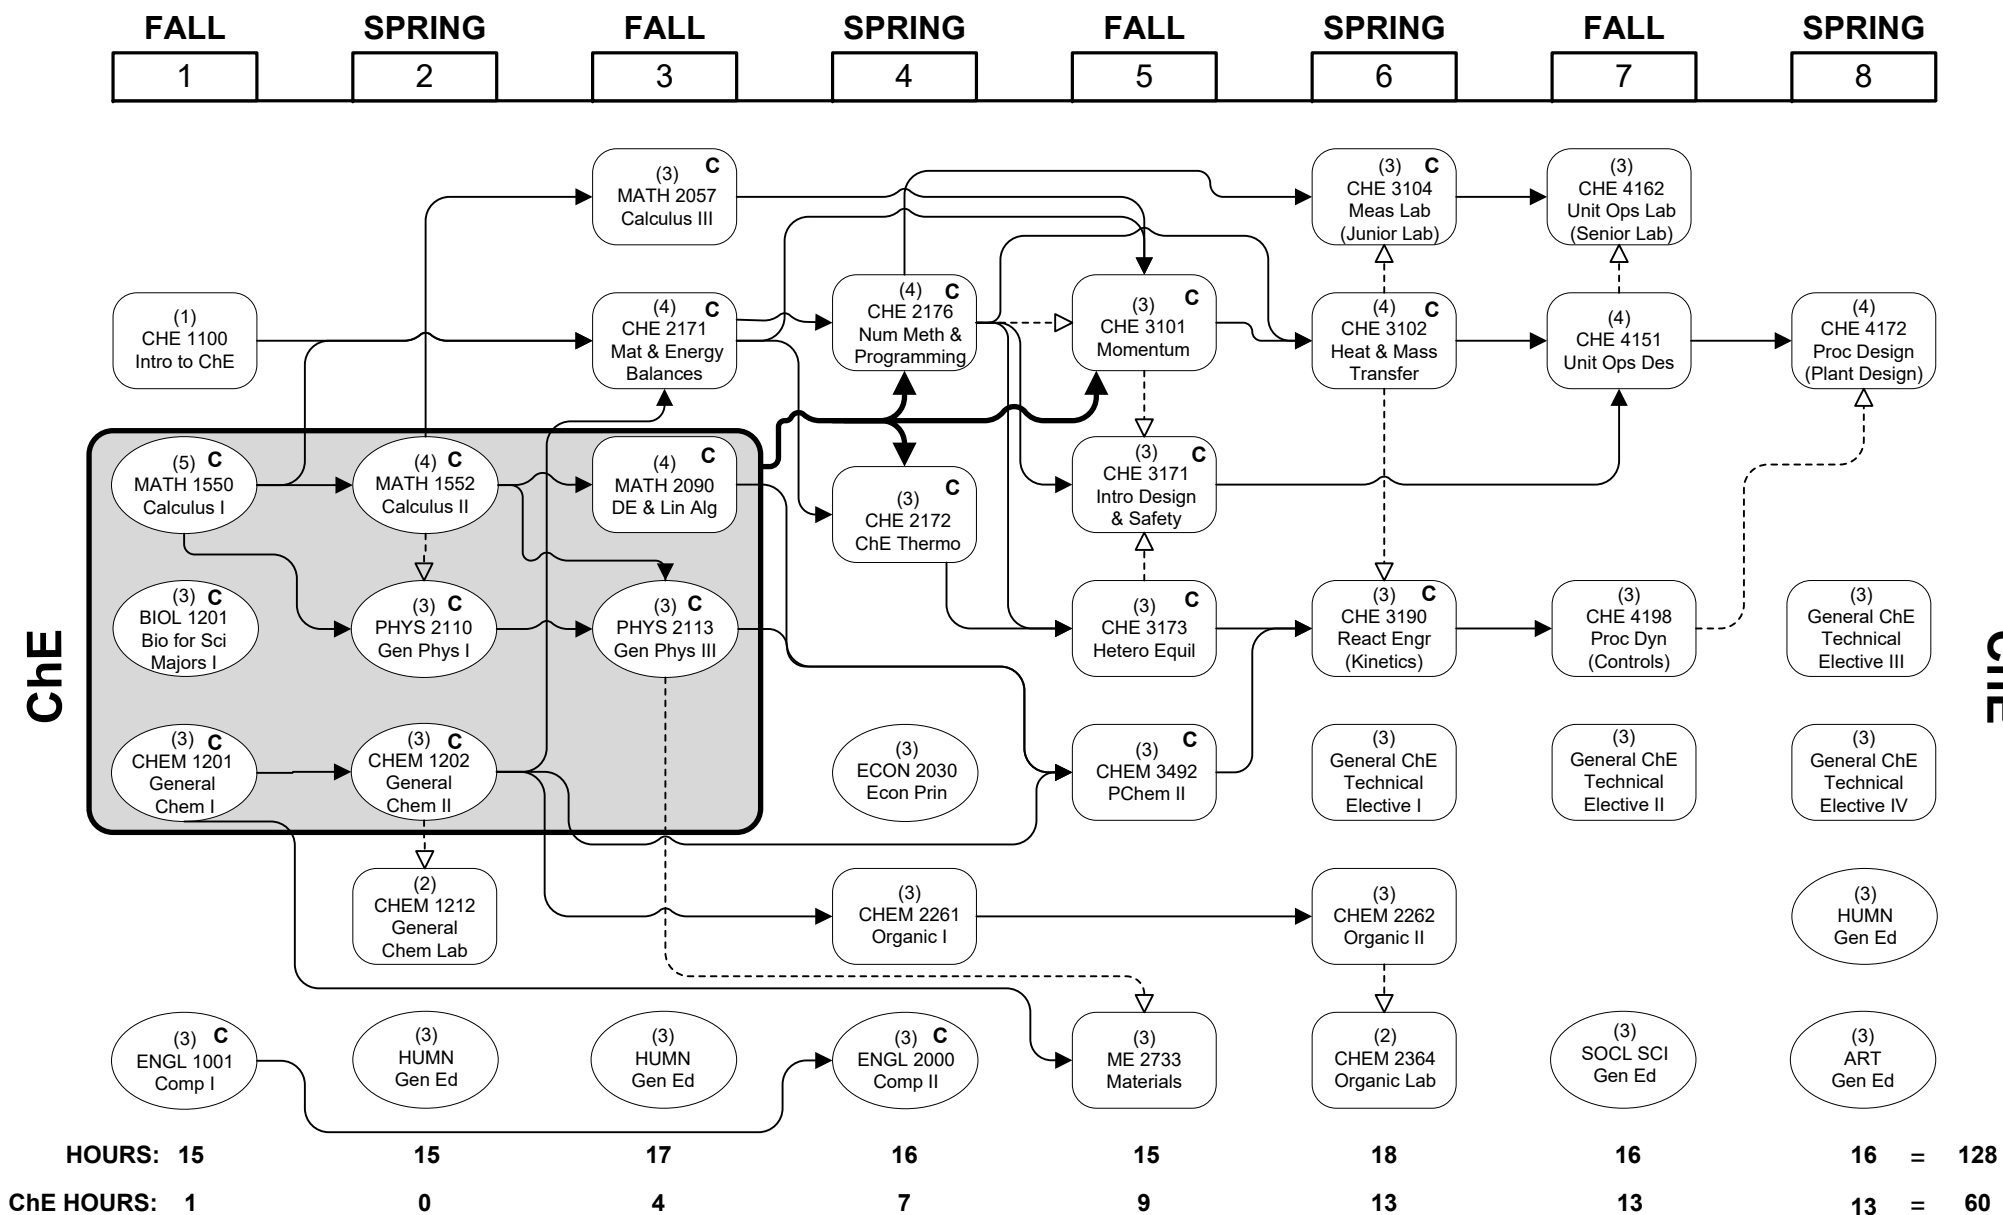 FALL SPRING FALL SPRING FALL SPRING FALL SPRING
1 2 3 4 5 6 7 8
(3) C
MATH 2057
Calculus III
(3) C
CHE 3104
Meas Lab
(Junior Lab)
(3)
CHE 4162
Unit Ops Lab
(Senior Lab)
(1)
CHE 1100
Intro to ChE
(4) C
CHE 2171
Mat & Energy
Balances
(4) C
CHE 2176
Num Meth &
Programming
(3) C
CHE 3101
Momentum
(4) C
CHE 3102
Heat & Mass
Transfer
(4)
CHE 4151
Unit Ops Des
(4)
CHE 4172
Proc Design
(Plant Design)
(5) C
MATH 1550
Calculus I
(4) C
MATH 1552
Calculus II
(4) C
MATH 2090
DE & Lin Alg
(3) C
CHE 2172
ChE Thermo
(3) C
CHE 3171
Intro Design
& Safety
ChE
(3) C
BIOL 1201
Bio for Sci
Majors I
(3) C
PHYS 2110
Gen Phys I
(3) C
PHYS 2113
Gen Phys III
(3) C
CHE 3173
Hetero Equil
(3) C
CHE 3190
React Engr
(Kinetics)
(3)
CHE 4198
Proc Dyn
(Controls)
(3)
General ChE
Technical
Elective III
ChE
(3) C
CHEM 1201
General
Chem I
(3) C
CHEM 1202
General
Chem II
(3)
ECON 2030
Econ Prin
(3) C
CHEM 3492
PChem II
(3)
General ChE
Technical
Elective I
(3)
General ChE
Technical
Elective II
(3)
General ChE
Technical
Elective IV
(2)
CHEM 1212
General
Chem Lab
(3)
CHEM 2261
Organic I
(3)
CHEM 2262
Organic II
(3)
HUMN
Gen Ed
(3) C
ENGL 1001
Comp I
(3)
HUMN
Gen Ed
(3)
HUMN
Gen Ed
(3) C
ENGL 2000
Comp II
(3)
ME 2733
Materials
(2)
CHEM 2364
Organic Lab
(3)
SOCL SCI
Gen Ed
(3)
ART
Gen Ed
HOURS: 15 15 17 16 15 18 16 16 = 128
ChE HOURS: 1 0 4 7 9 13 13 13 = 60